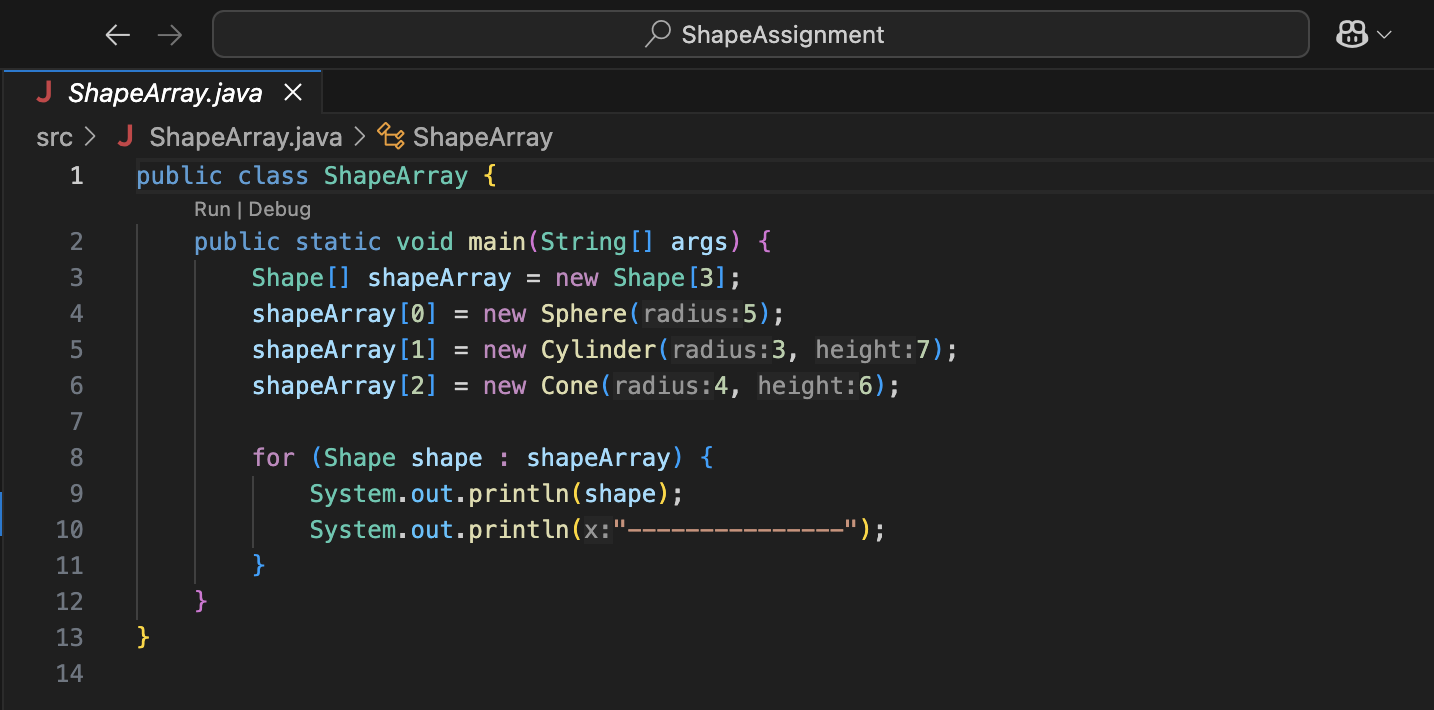 ShapeAssignment
J ShapeArray.java ×
src > J ShapeArray.java > ShapeArray
1 public class ShapeArray {
Run | Debug
2     public static void main(String[] args) {
3         Shape[] shapeArray = new Shape[3];
4         shapeArray[0] = new Sphere(radius:5);
5         shapeArray[1] = new Cylinder(radius:3, height:7);
6         shapeArray[2] = new Cone(radius:4, height:6);
7
8         for (Shape shape : shapeArray) {
9             System.out.println(shape);
10             System.out.println(x:"---------------");
11         }
12     }
13 }
14